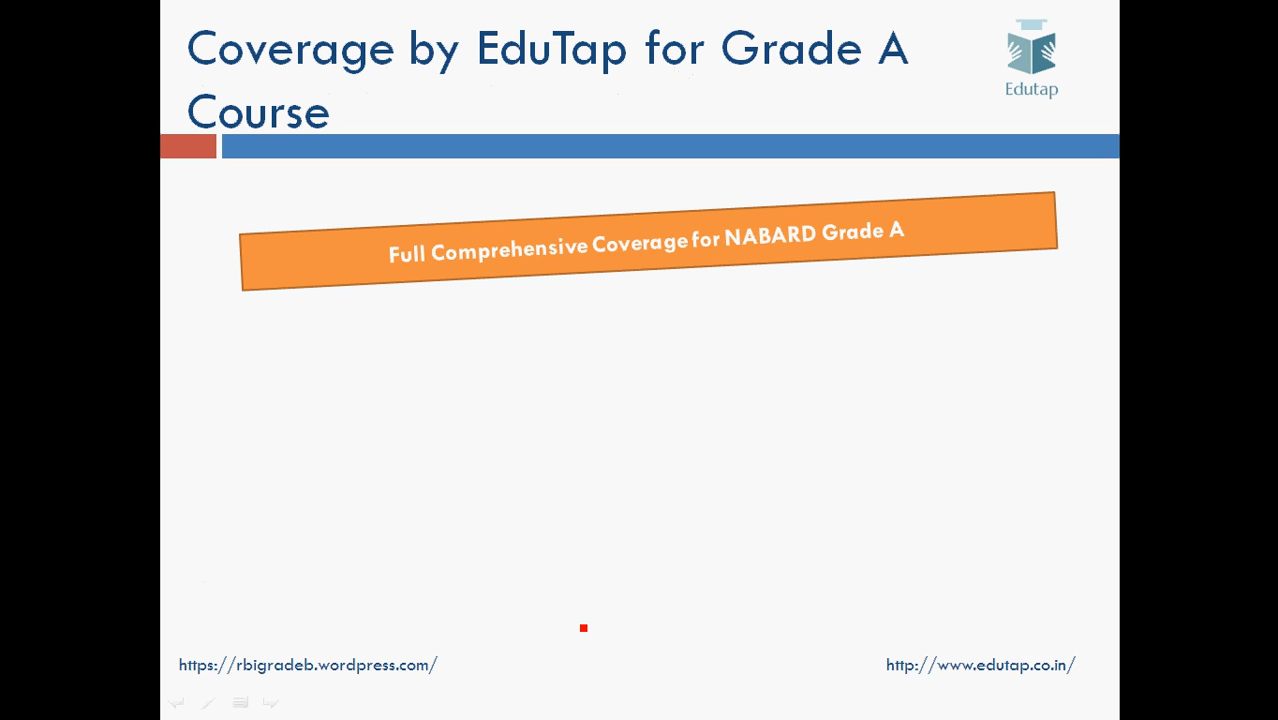 Coverage by EduTap for Grade A
Course
Edutap
Full Comprehensive Coverage for NABARD Grade A
https://rbigradeb.wordpress.com/
http://www.edutap.co.in/